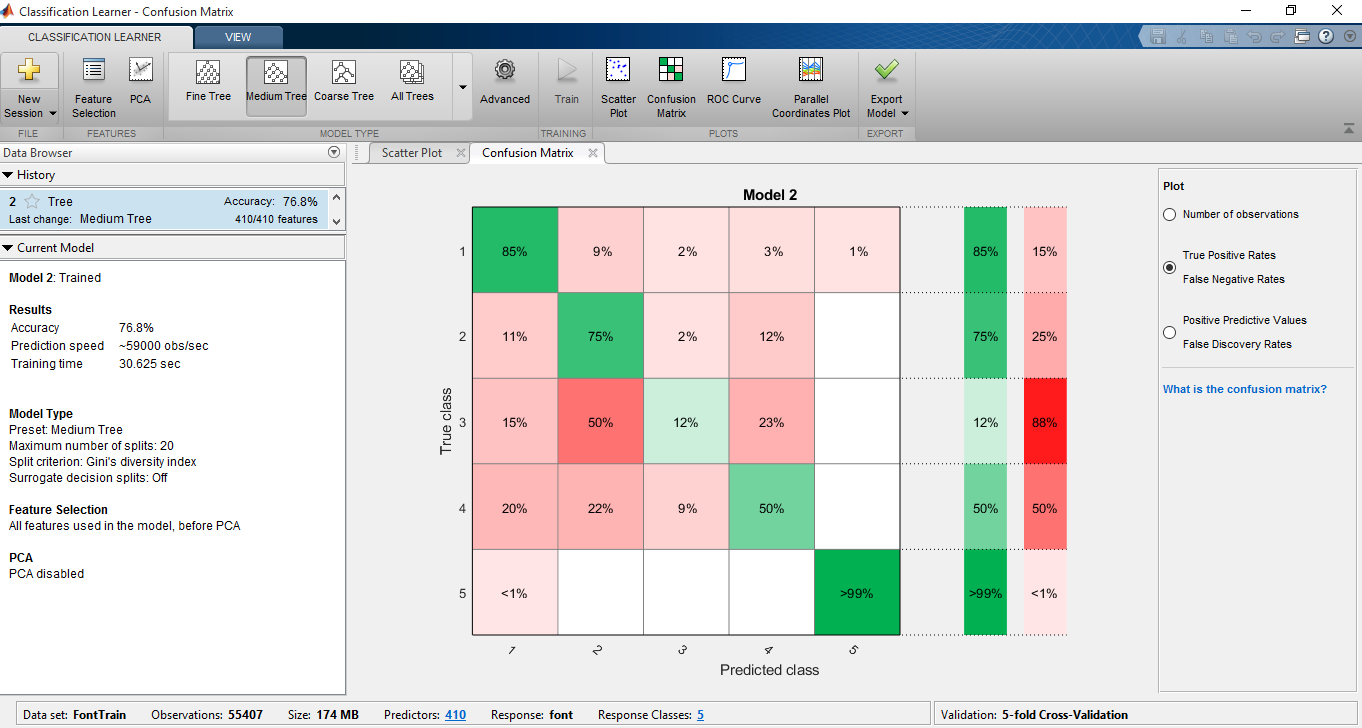 Classification Learner - Confusion Matrix
CLASSIFICATION LEARNER
VIEW
New Session
Feature Selection
PCA
Fine Tree
Medium Tree
Coarse Tree
All Trees
Advanced
Train
Scatter Plot
Confusion Matrix
ROC Curve
Parallel Coordinates Plot
Export Model
FILE
FEATURES
MODEL TYPE
TRAINING
PLOTS
EXPORT
Data Browser
History
2 Tree Accuracy: 76.8%
Last change: Medium Tree 410/410 features
Current Model
Model 2: Trained
Results
Accuracy 76.8%
Prediction speed ~59000 obs/sec
Training time 30.625 sec
Model Type
Preset: Medium Tree
Maximum number of splits: 20
Split criterion: Gini's diversity index
Surrogate decision splits: Off
Feature Selection
All features used in the model, before PCA
PCA
PCA disabled
Scatter Plot
Confusion Matrix
Model 2
True class
1 85% 9% 2% 3% 1% 85% 15%
2 11% 75% 2% 12% 75% 25%
3 15% 50% 12% 23% 12% 88%
4 20% 22% 9% 50% 50% 50%
5 <1% >99% >99% <1%
1 2 3 4 5
Predicted class
Plot
Number of observations
True Positive Rates
False Negative Rates
Positive Predictive Values
False Discovery Rates
What is the confusion matrix?
Data set: FontTrain Observations: 55407 Size: 174 MB Predictors: 410 Response: font Response Classes: 5
Validation: 5-fold Cross-Validation